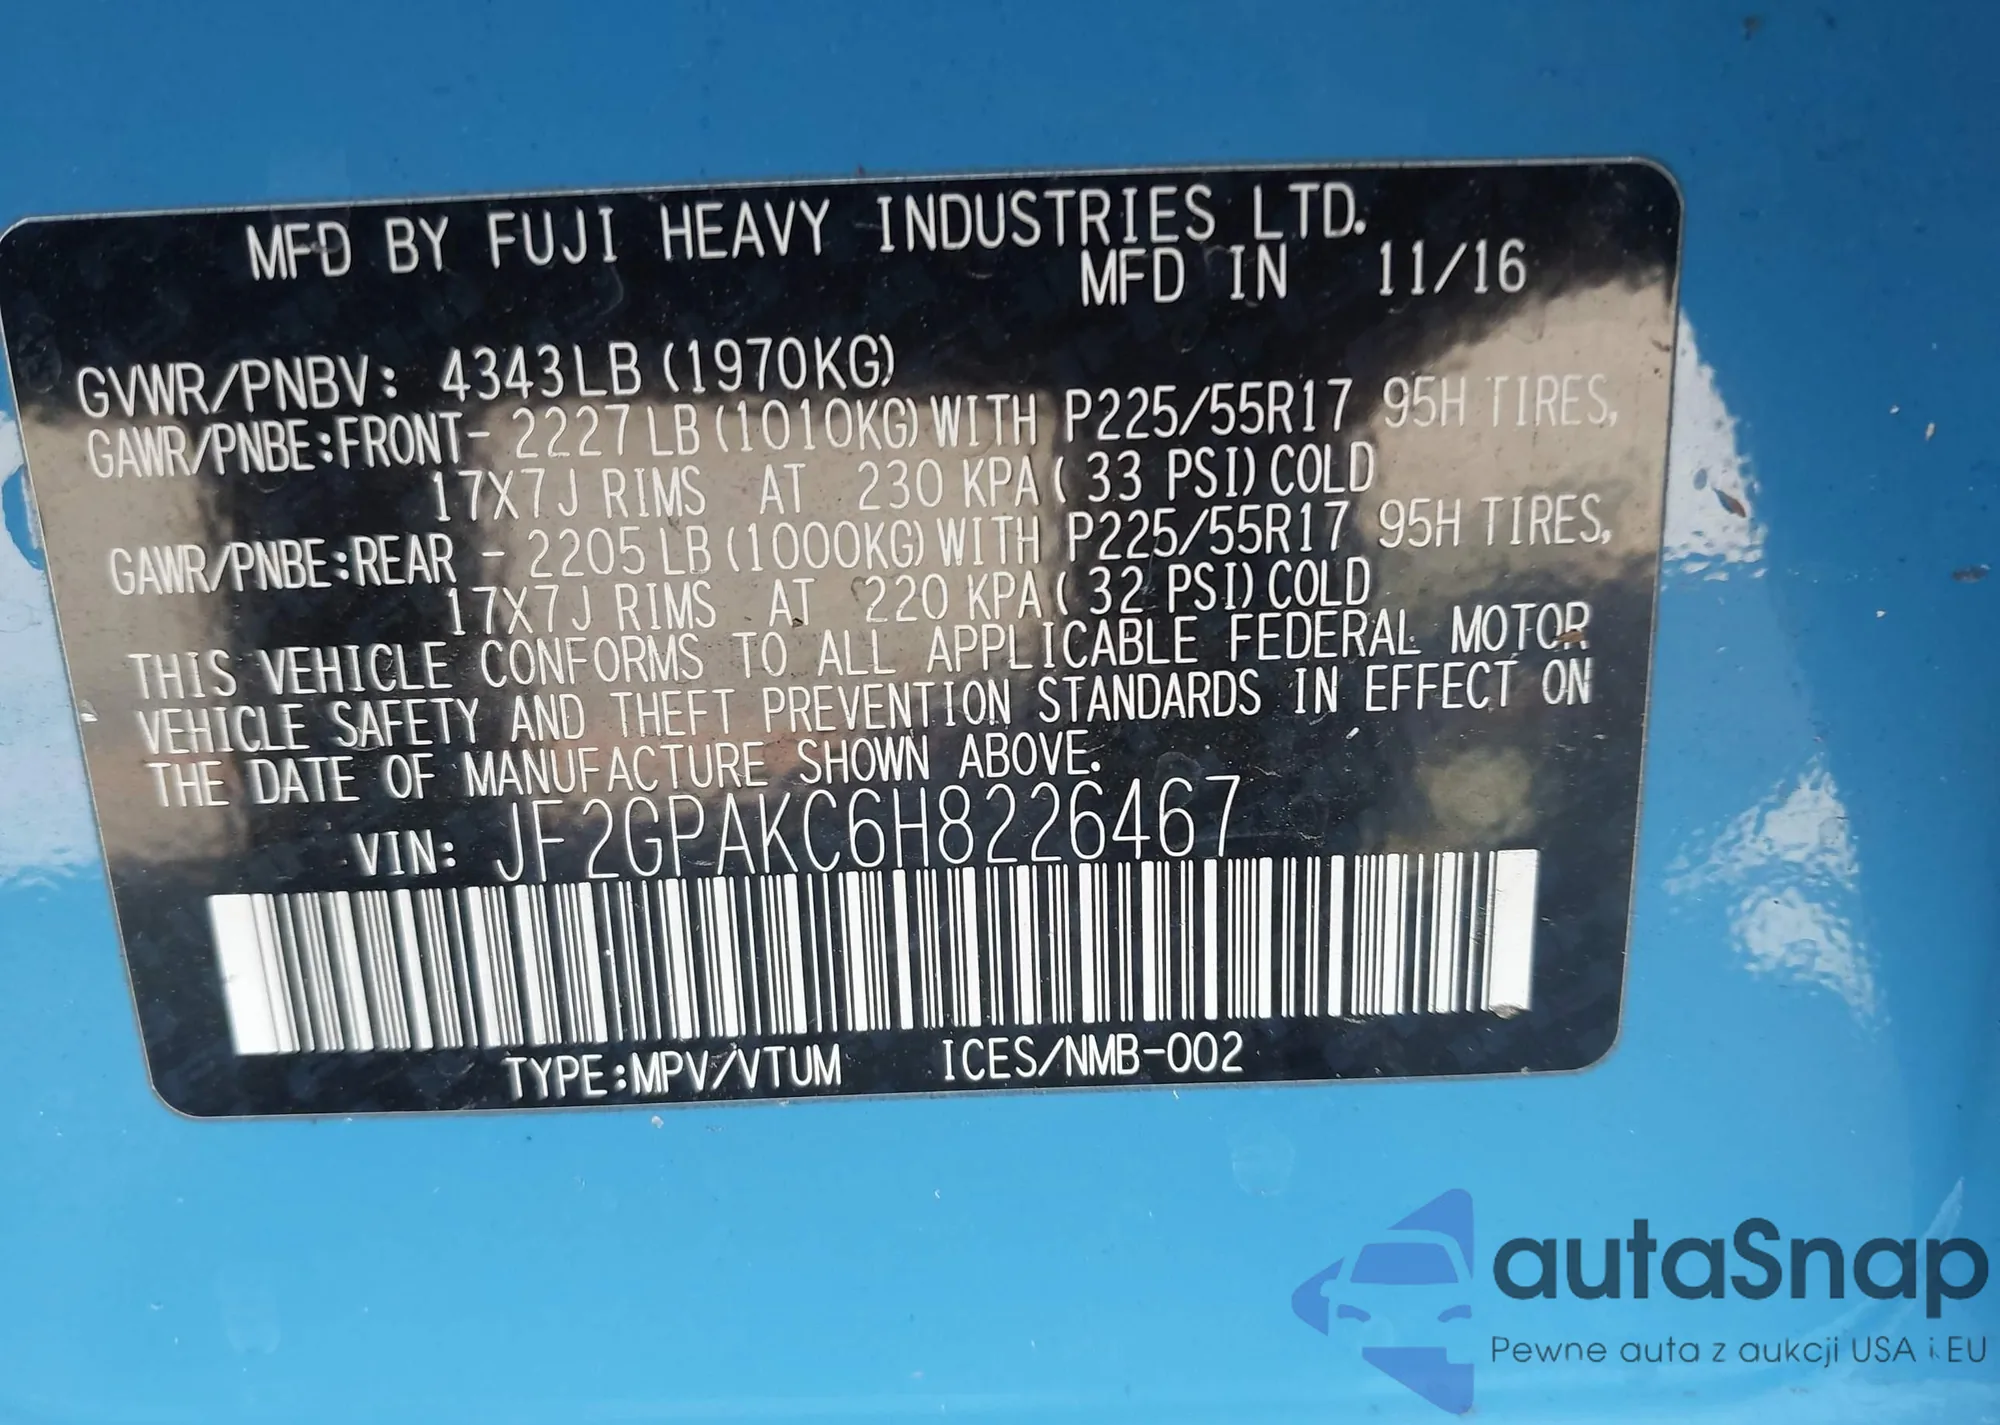 MFD BY FUJI HEAVY INDUSTRIES LTD.
MFD IN 11/16
GVWR/PNBV: 4343LB(1970KG)
GAWR/PNBE:FRONT- 2227LB(1010KG)WITH P225/55R17 95H TIRES,
17X7J RIMS AT 230 KPA( 33 PSI)COLD
GAWR/PNBE:REAR - 2205LB(1000KG)WITH P225/55R17 95H TIRES,
17X7J RIMS AT 220 KPA( 32 PSI)COLD
THIS VEHICLE CONFORMS TO ALL APPLICABLE FEDERAL MOTOR
VEHICLE SAFETY AND THEFT PREVENTION STANDARDS IN EFFECT ON
THE DATE OF MANUFACTURE SHOWN ABOVE.
VIN: JF2GPAKC6H8226467
TYPE:MPV/VTUM ICES/NMB-002
autaSnap
Pewne auta z aukcji USA i EU